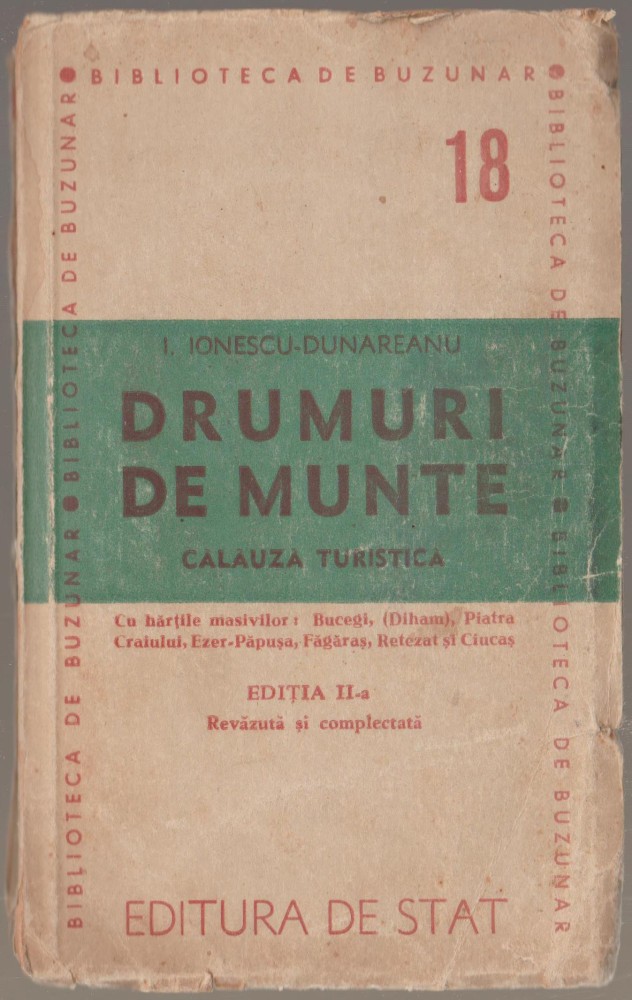 ● BIBLIOTECA DE BUZUNAR ●
18
I. IONESCU-DUNAREANU
DRUMURI
DE MUNTE
CALAUZA TURISTICA
Cu hărţile masivilor: Bucegi, (Diham), Piatra
Craiului, Ezer-Păpuşa, Făgăraş, Retezat şi Ciucaş
EDIŢIA II-a
Revăzută şi complectată
EDITURA DE STAT
BIBLIOTECA DE BUZUNAR ● BIBLIOTECA DE BUZUNAR
BIBLIOTECA DE BUZUNAR ● BIBLIOTECA DE BUZUNAR